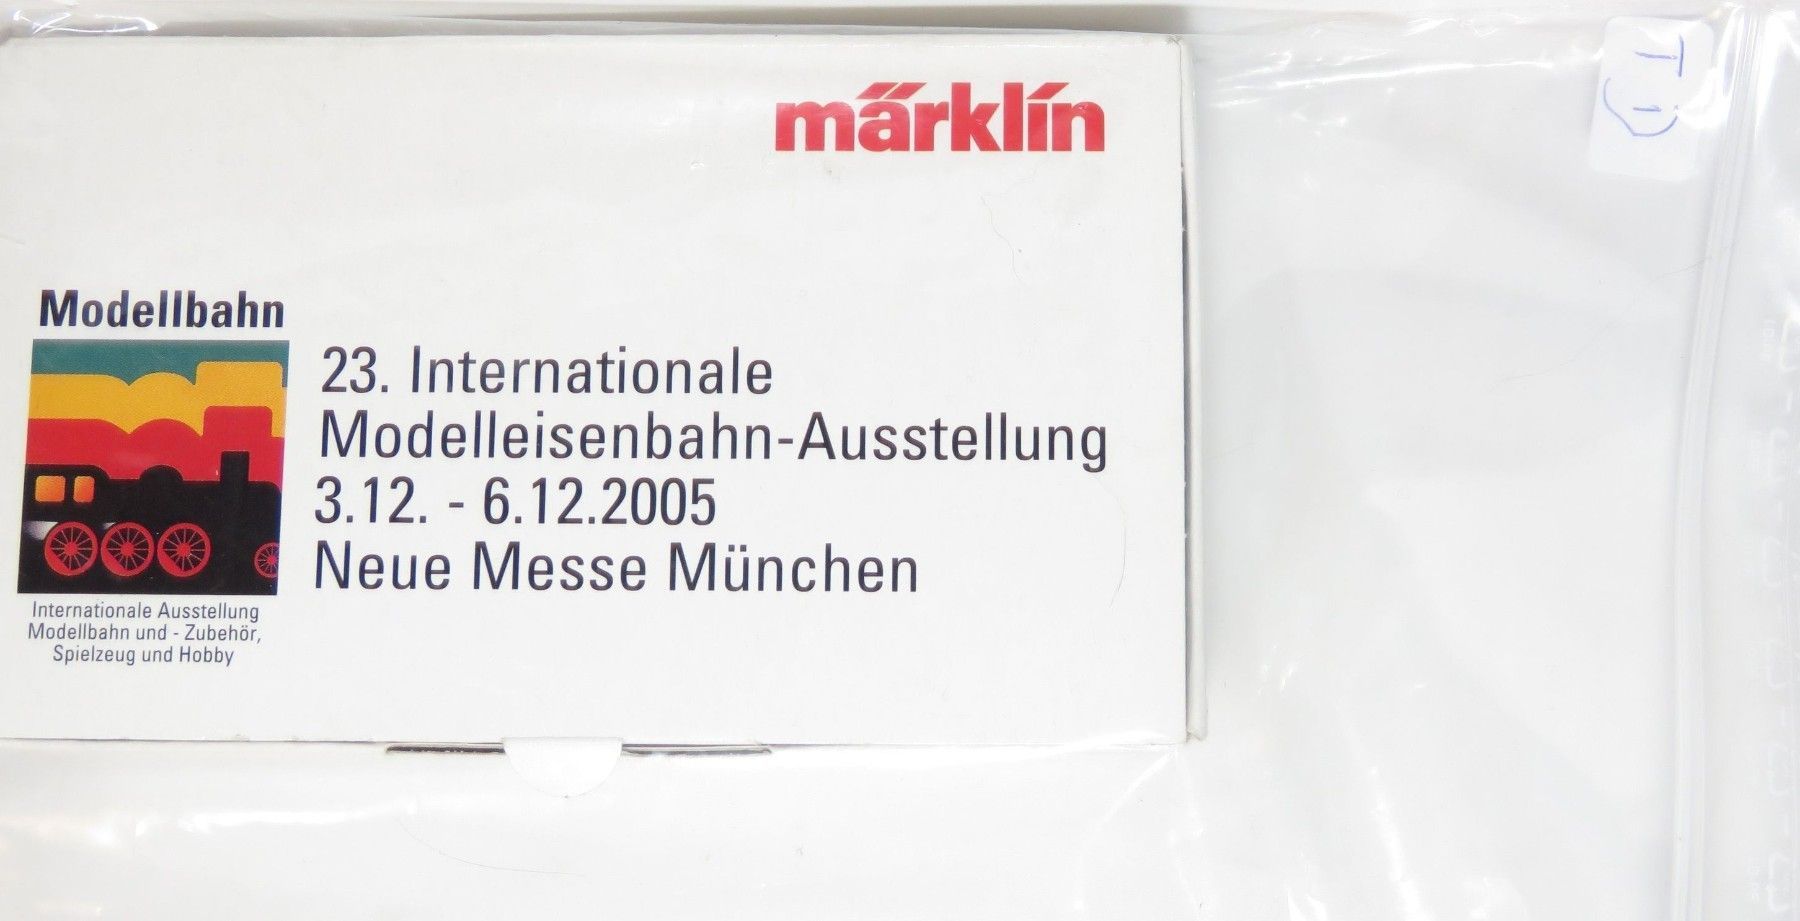 märklín
Modellbahn
23. Internationale
Modelleisenbahn-Ausstellung
3.12. - 6.12.2005
Neue Messe München
Internationale Ausstellung
Modellbahn und - Zubehör,
Spielzeug und Hobby